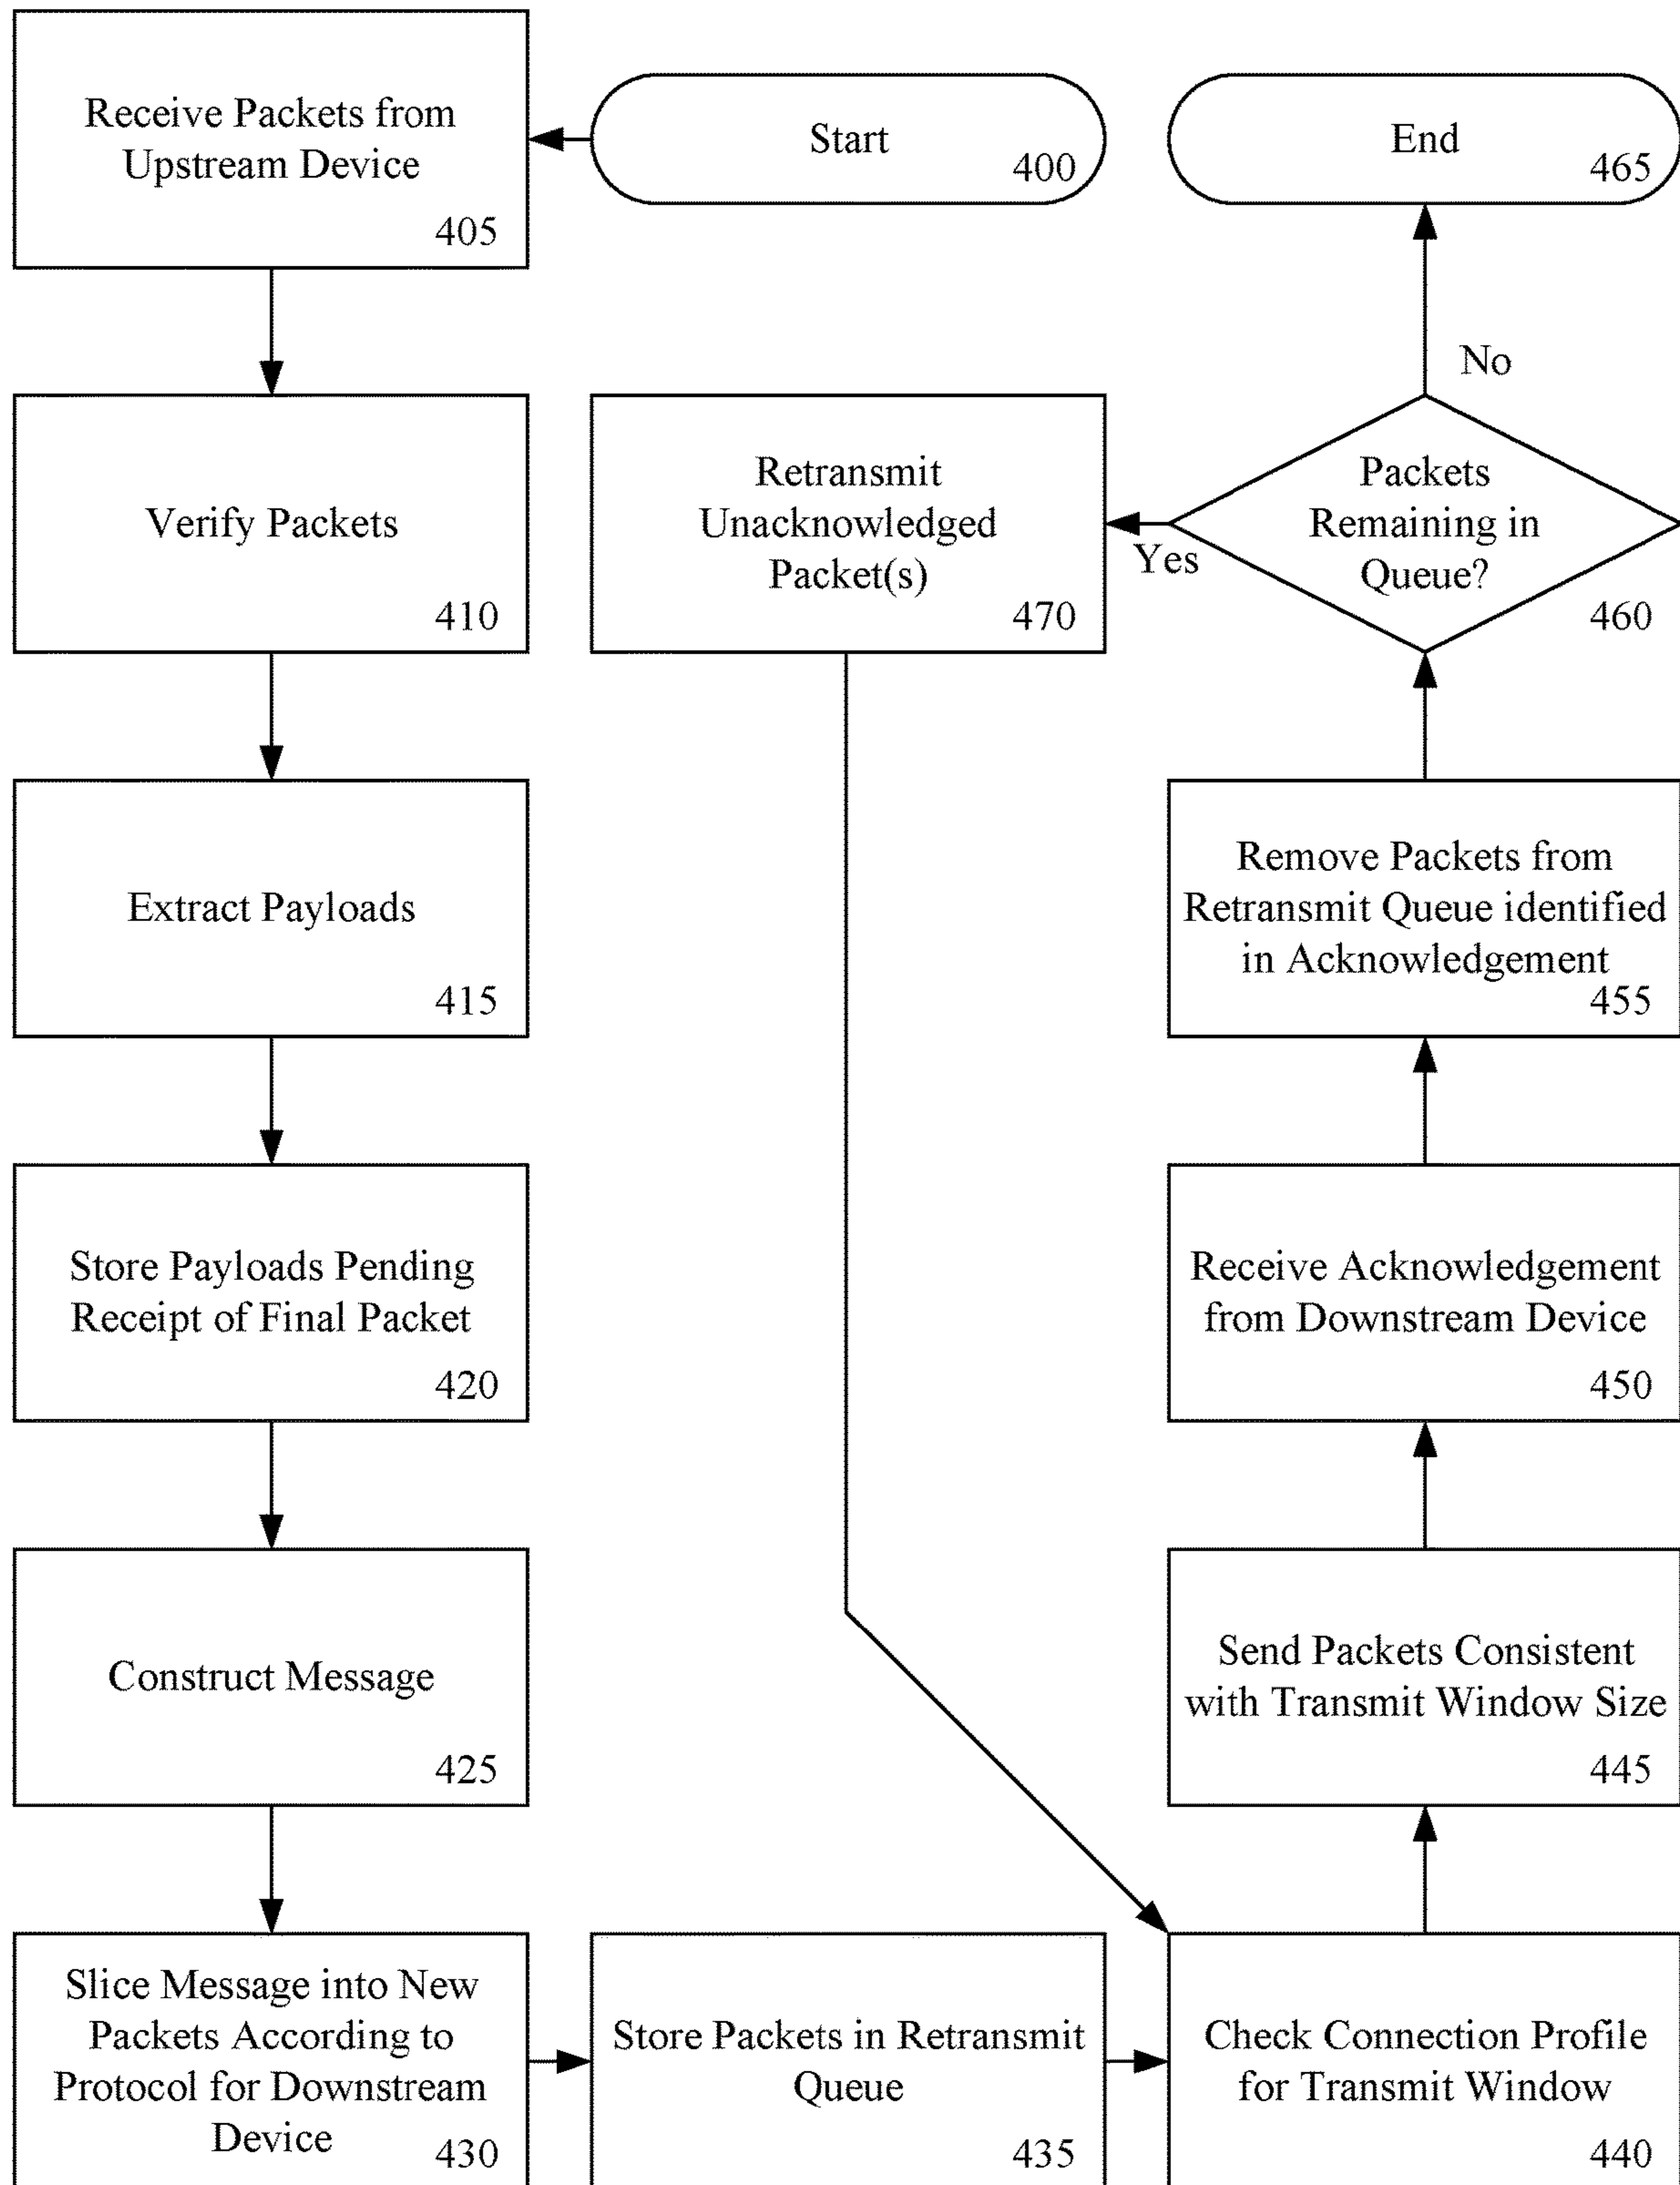 Start
400
Receive Packets from
Upstream Device
405
Verify Packets
410
Extract Payloads
415
Store Payloads Pending
Receipt of Final Packet
420
Construct Message
425
Slice Message into New
Packets According to
Protocol for Downstream
Device
430
Store Packets in Retransmit
Queue
435
Check Connection Profile
for Transmit Window
440
Send Packets Consistent
with Transmit Window Size
445
Receive Acknowledgement
from Downstream Device
450
Remove Packets from
Retransmit Queue identified
in Acknowledgement
455
Packets
Remaining in
Queue?
460
Yes
Retransmit
Unacknowledged
Packet(s)
470
No
End
465